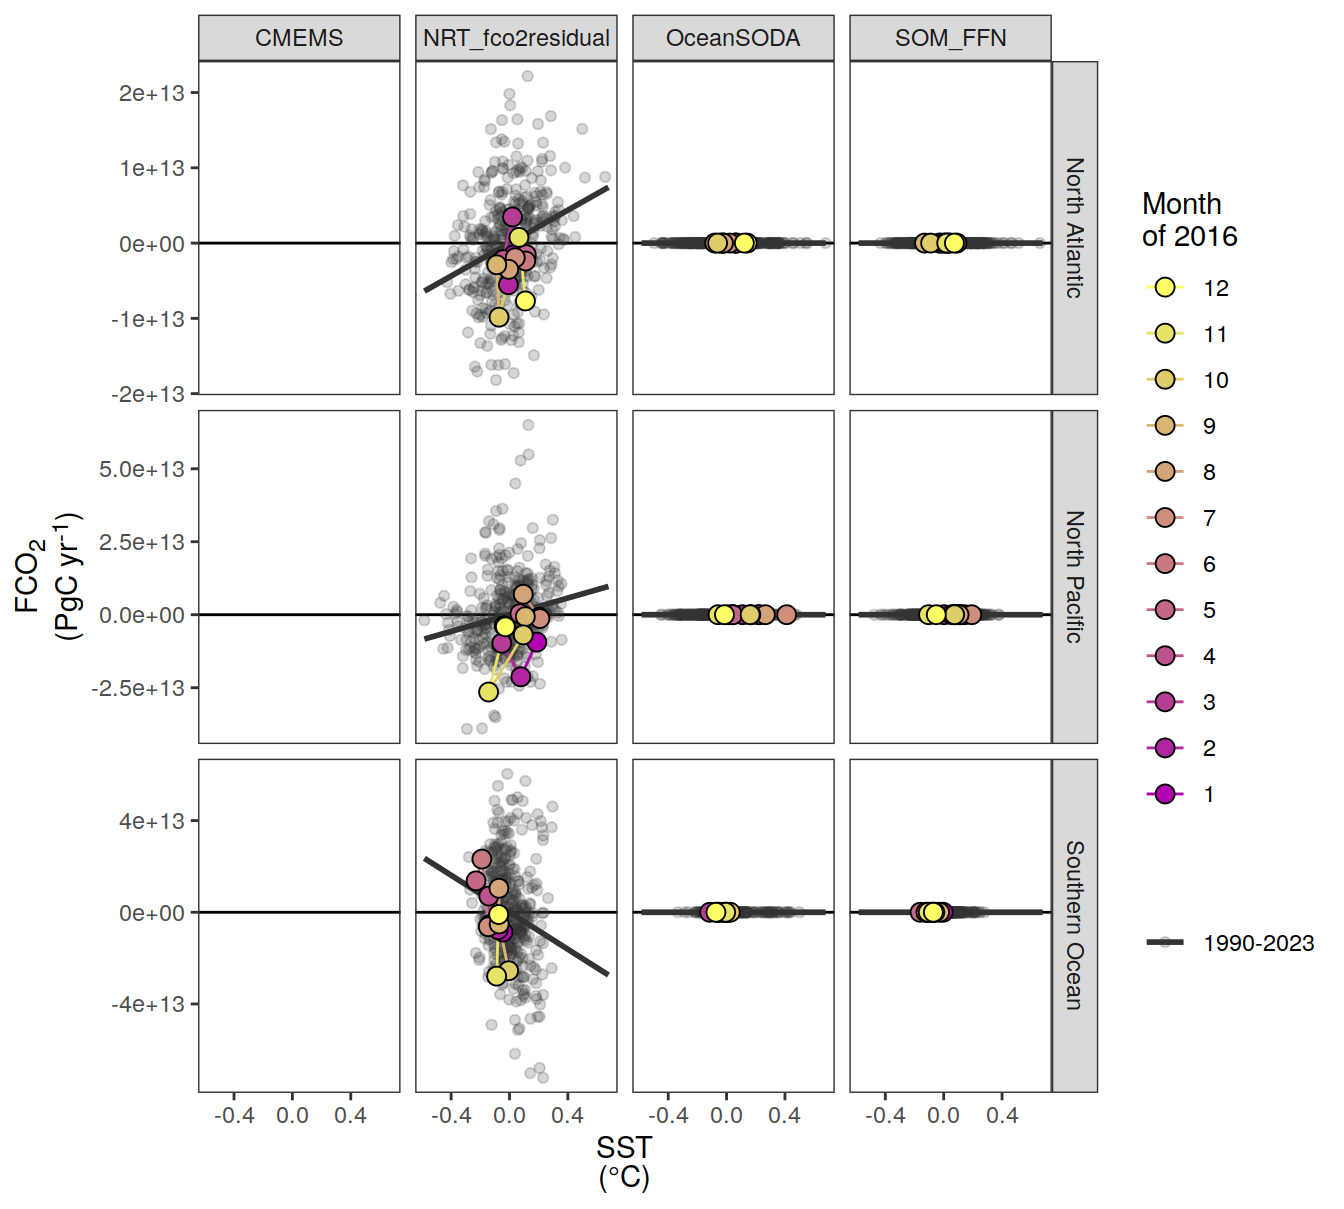 CMEMS NRT_fco2residual OceanSODA SOM_FFN
2e+13
1e+13
0e+00
-1e+13
-2e+13
North Atlantic
5.0e+13
2.5e+13
0.0e+00
-2.5e+13
North Pacific
4e+13
0e+00
-4e+13
Southern Ocean
FCO₂
(PgC yr⁻¹)
-0.4 0.0 0.4 -0.4 0.0 0.4 -0.4 0.0 0.4 -0.4 0.0 0.4
SST
(°C)
Month
of 2016
12
11
10
9
8
7
6
5
4
3
2
1
1990-2023